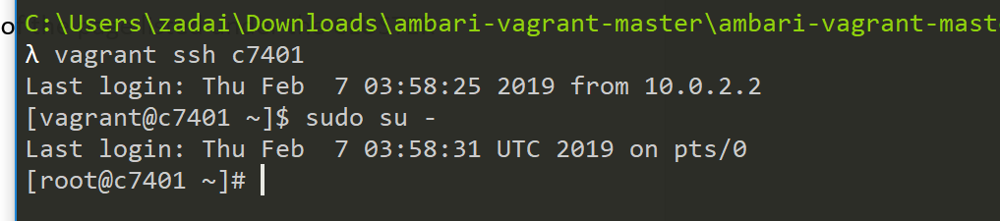 C:\Users\zadai\Downloads\ambari-vagrant-master\ambari-vagrant-mast
λ vagrant ssh c7401
Last login: Thu Feb  7 03:58:25 2019 from 10.0.2.2
[vagrant@c7401 ~]$ sudo su -
Last login: Thu Feb  7 03:58:31 UTC 2019 on pts/0
[root@c7401 ~]#